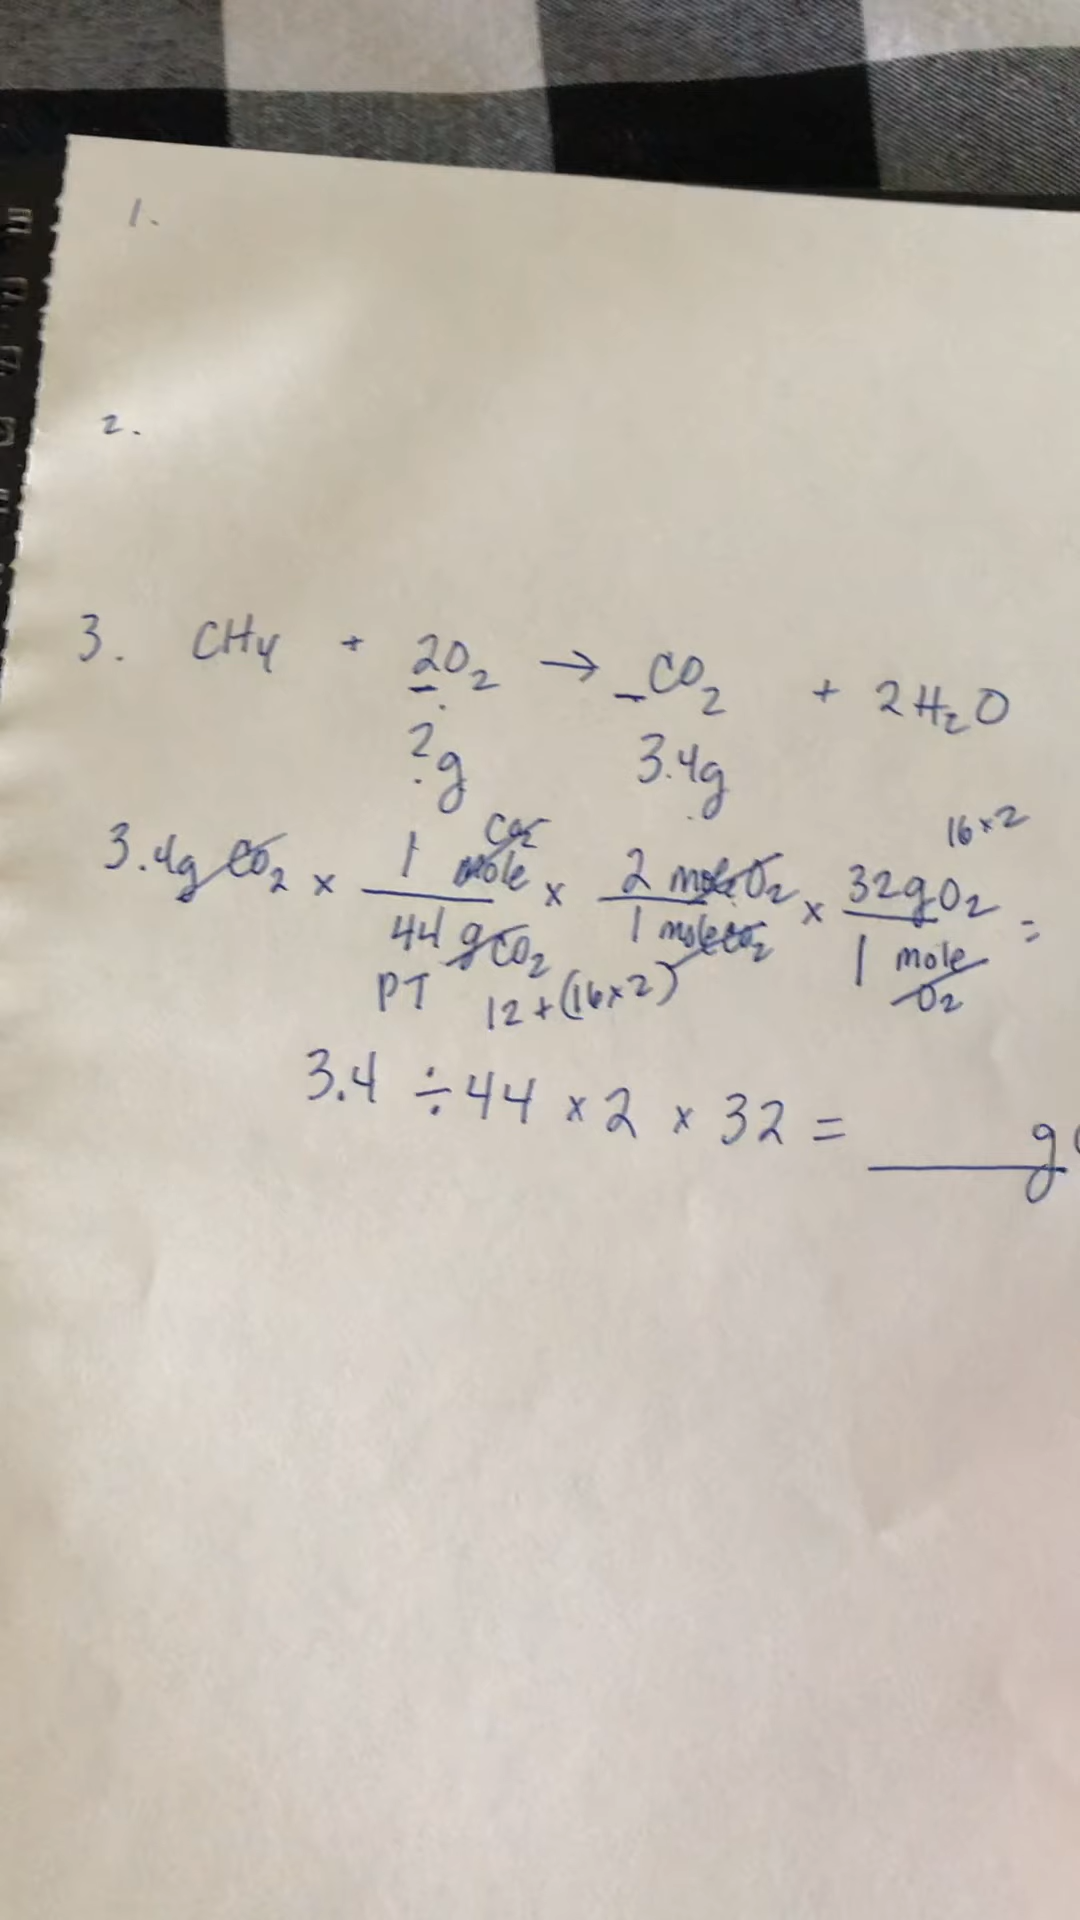 1.
2.
3. CH4 + 2O2 → _CO2 + 2H2O
?g 3.4g
16×2
3.4g CO2 × 1 mole CO2 / 44 g CO2 × 2 mole O2 / 1 mole CO2 × 32g O2 / 1 mole O2 =
PT 12 + (16×2)
3.4 ÷ 44 × 2 × 32 = ____ g